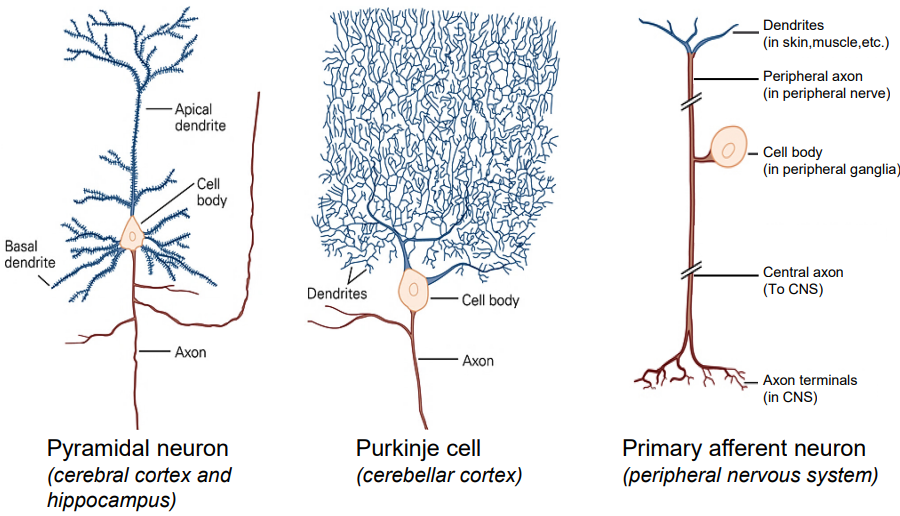 Apical
dendrite
Cell
body
Basal
dendrite
Axon
Pyramidal neuron
(cerebral cortex and
hippocampus)
Dendrites
Cell body
Axon
Purkinje cell
(cerebellar cortex)
Dendrites
(in skin,muscle,etc.)
Peripheral axon
(in peripheral nerve)
Cell body
(in peripheral ganglia)
Central axon
(To CNS)
Axon terminals
(in CNS)
Primary afferent neuron
(peripheral nervous system)